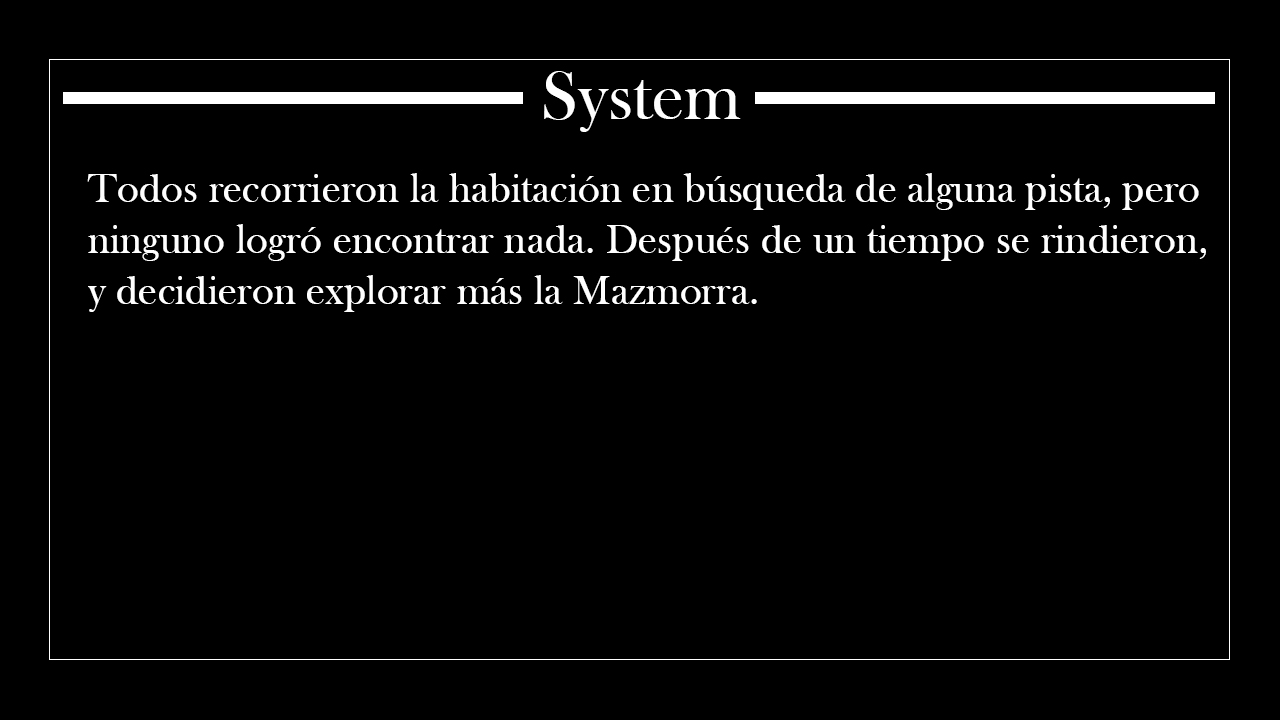 System
Todos recorrieron la habitación en búsqueda de alguna pista, pero
ninguno logró encontrar nada. Después de un tiempo se rindieron,
y decidieron explorar más la Mazmorra.